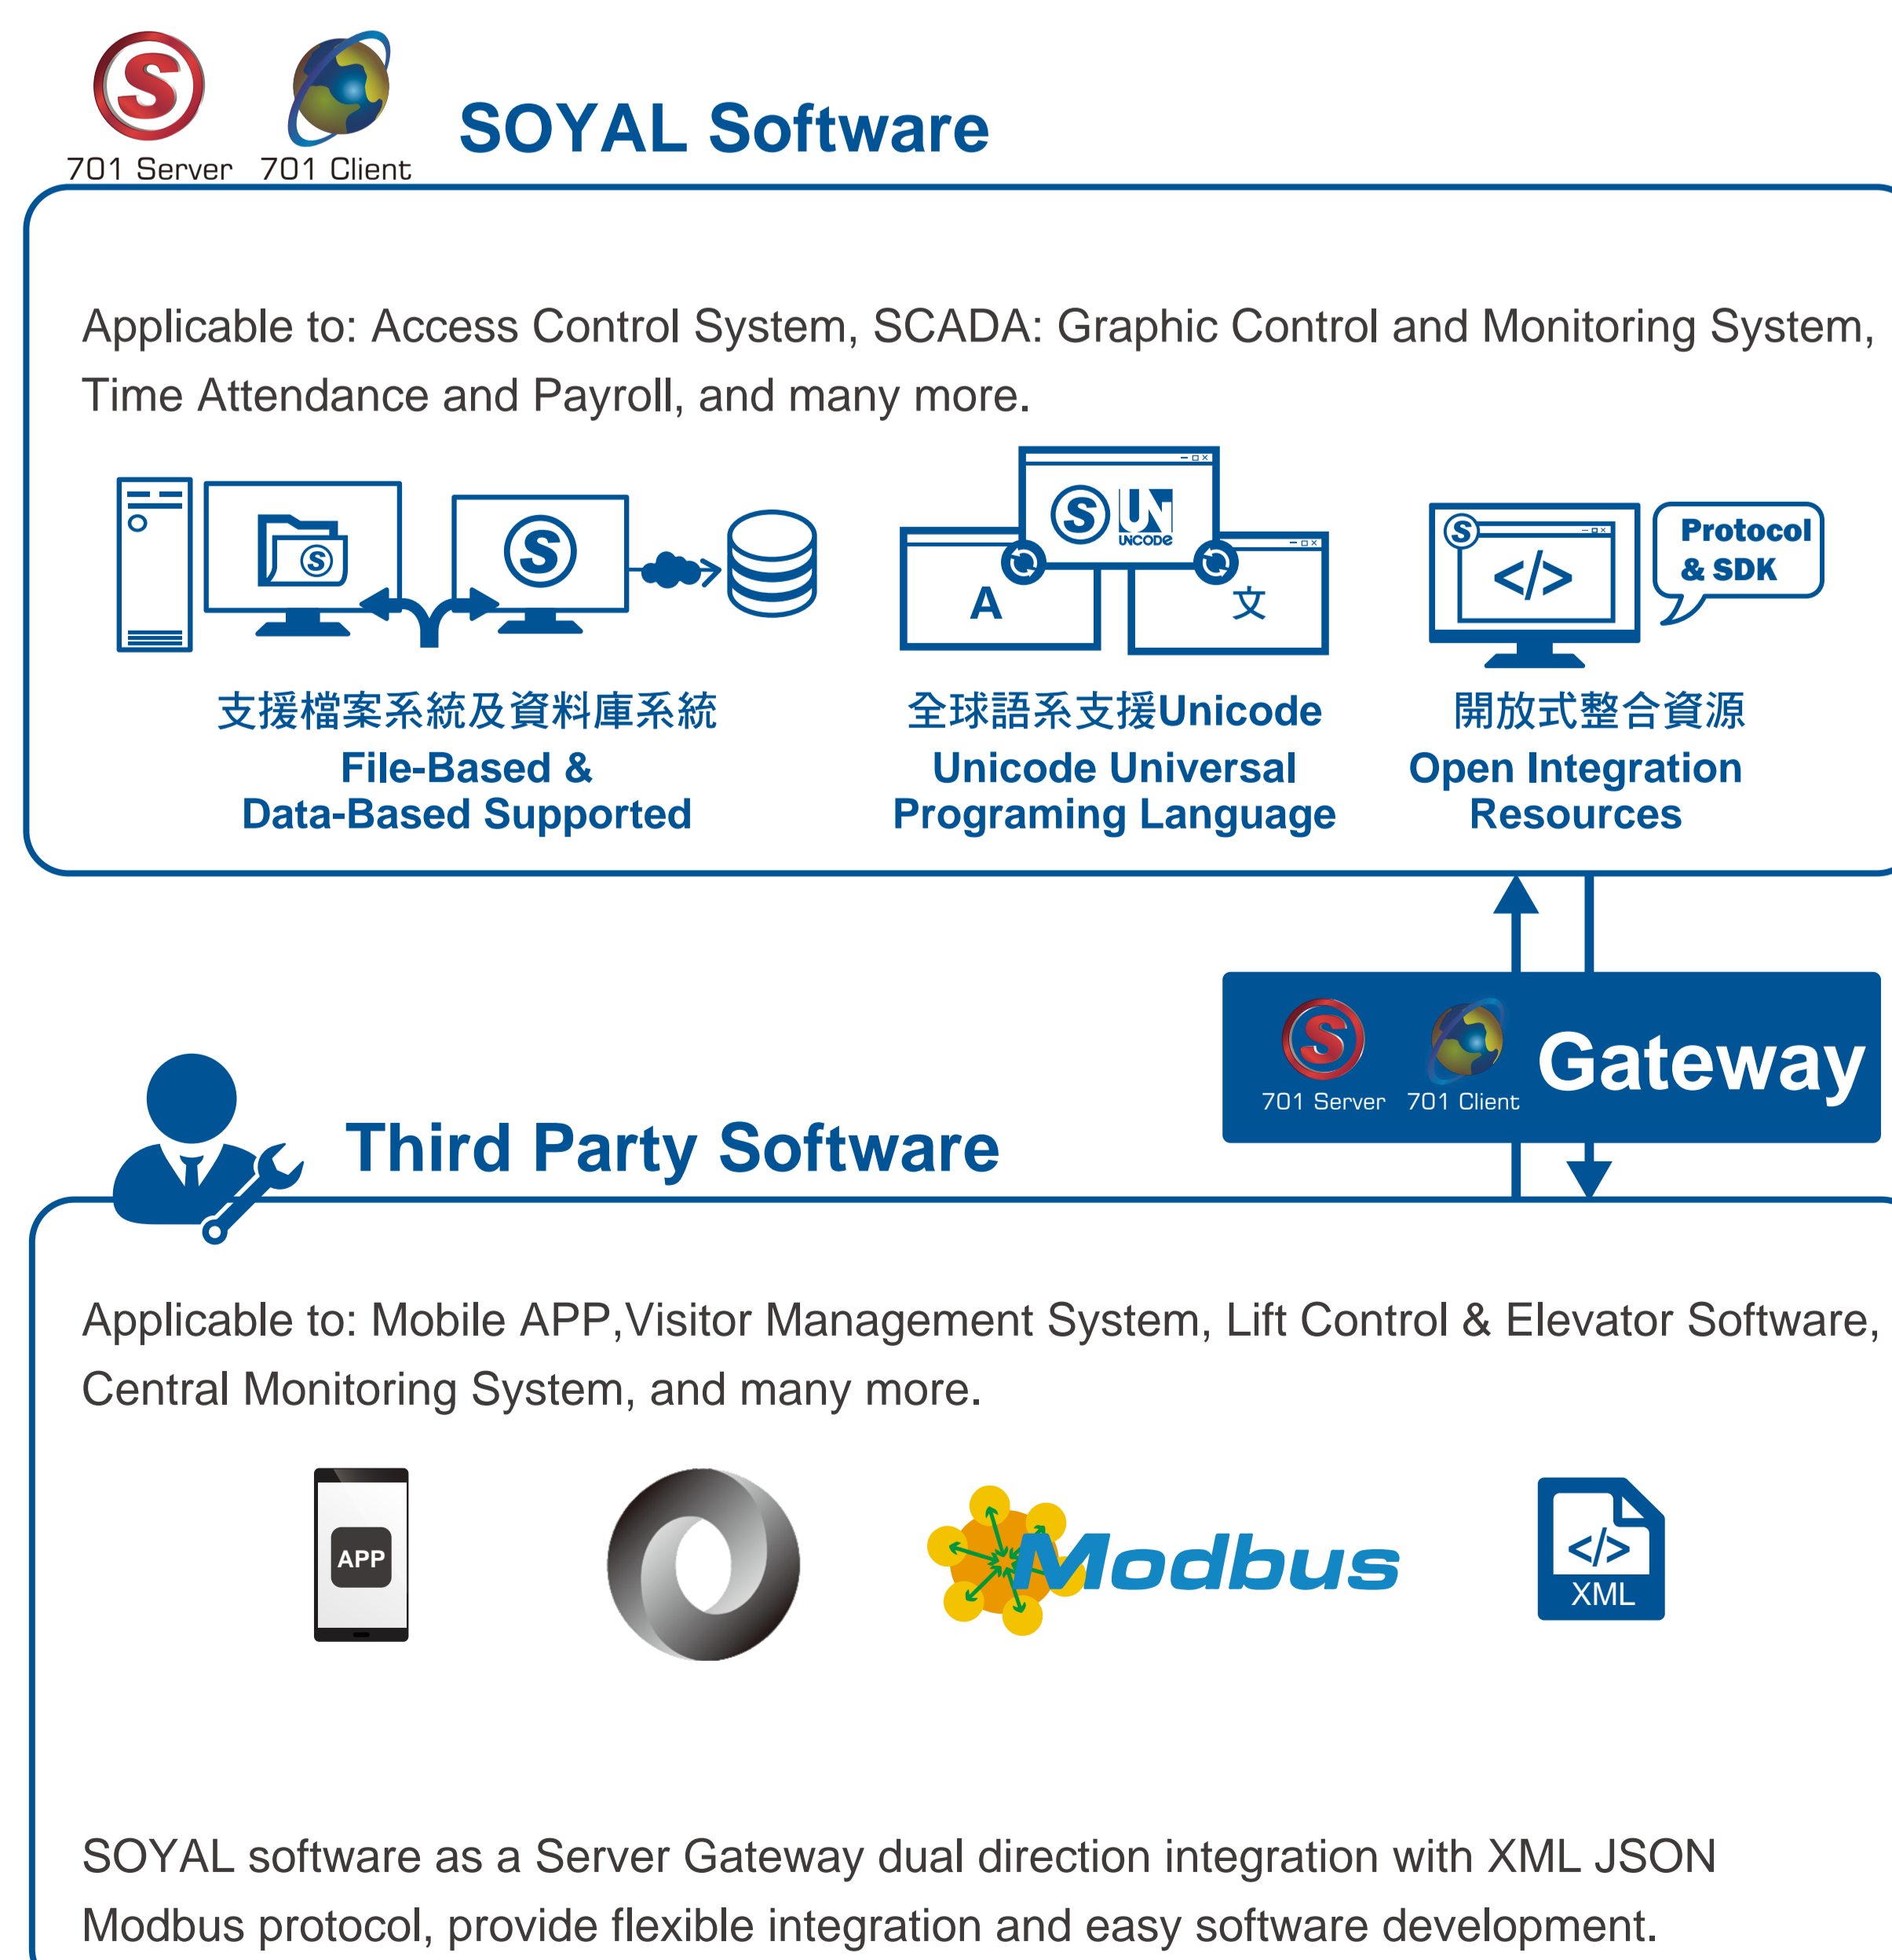 701 Server 701 Client
SOYAL Software
Applicable to: Access Control System, SCADA: Graphic Control and Monitoring System,
Time Attendance and Payroll, and many more.
S
S
S
UN
UNCODe
A
文
S
</>
Protocol
& SDK
支援檔案系統及資料庫系統
File-Based &
Data-Based Supported
全球語系支援Unicode
Unicode Universal
Programing Language
開放式整合資源
Open Integration
Resources
701 Server 701 Client
Gateway
Third Party Software
Applicable to: Mobile APP,Visitor Management System, Lift Control & Elevator Software,
Central Monitoring System, and many more.
APP
Modbus
</>
XML
SOYAL software as a Server Gateway dual direction integration with XML JSON
Modbus protocol, provide flexible integration and easy software development.